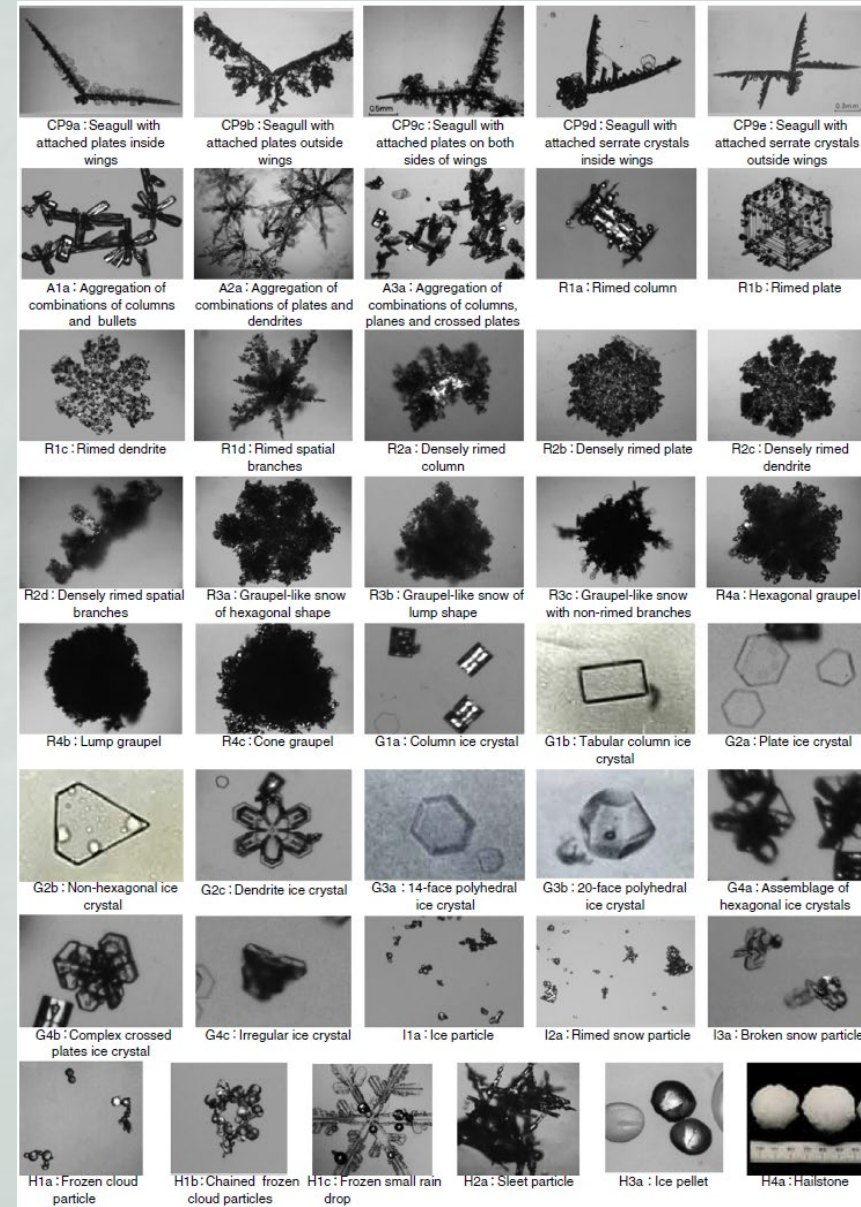 0.5mm
0.3mm
CP9a : Seagull with
attached plates inside
wings
CP9b : Seagull with
attached plates outside
wings
CP9c : Seagull with
attached plates on both
sides of wings
CP9d : Seagull with
attached serrate crystals
inside wings
CP9e : Seagull with
attached serrate crystals
outside wings
A1a : Aggregation of
combinations of columns
and bullets
A2a : Aggregation of
combinations of plates and
dendrites
A3a : Aggregation of
combinations of columns,
planes and crossed plates
R1a : Rimed column
R1b : Rimed plate
R1c : Rimed dendrite
R1d : Rimed spatial
branches
R2a : Densely rimed
column
R2b : Densely rimed plate
R2c : Densely rimed
dendrite
R2d : Densely rimed spatial
branches
R3a : Graupel-like snow
of hexagonal shape
R3b : Graupel-like snow of
lump shape
R3c : Graupel-like snow
with non-rimed branches
R4a : Hexagonal graupel
R4b : Lump graupel
R4c : Cone graupel
G1a : Column ice crystal
G1b : Tabular column ice
crystal
G2a : Plate ice crystal
G2b : Non-hexagonal ice
crystal
G2c : Dendrite ice crystal
G3a : 14-face polyhedral
ice crystal
G3b : 20-face polyhedral
ice crystal
G4a : Assemblage of
hexagonal ice crystals
G4b : Complex crossed
plates ice crystal
G4c : Irregular ice crystal
I1a : Ice particle
I2a : Rimed snow particle
I3a : Broken snow particle
H1a : Frozen cloud
particle
H1b : Chained frozen
cloud particles
H1c : Frozen small rain
drop
H2a : Sleet particle
H3a : Ice pellet
H4a : Hailstone